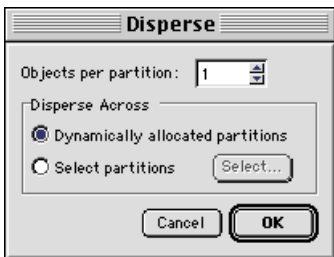 Disperse
Objects per partition: 1
Disperse Across
Dynamically allocated partitions
Select partitions Select...
Cancel OK